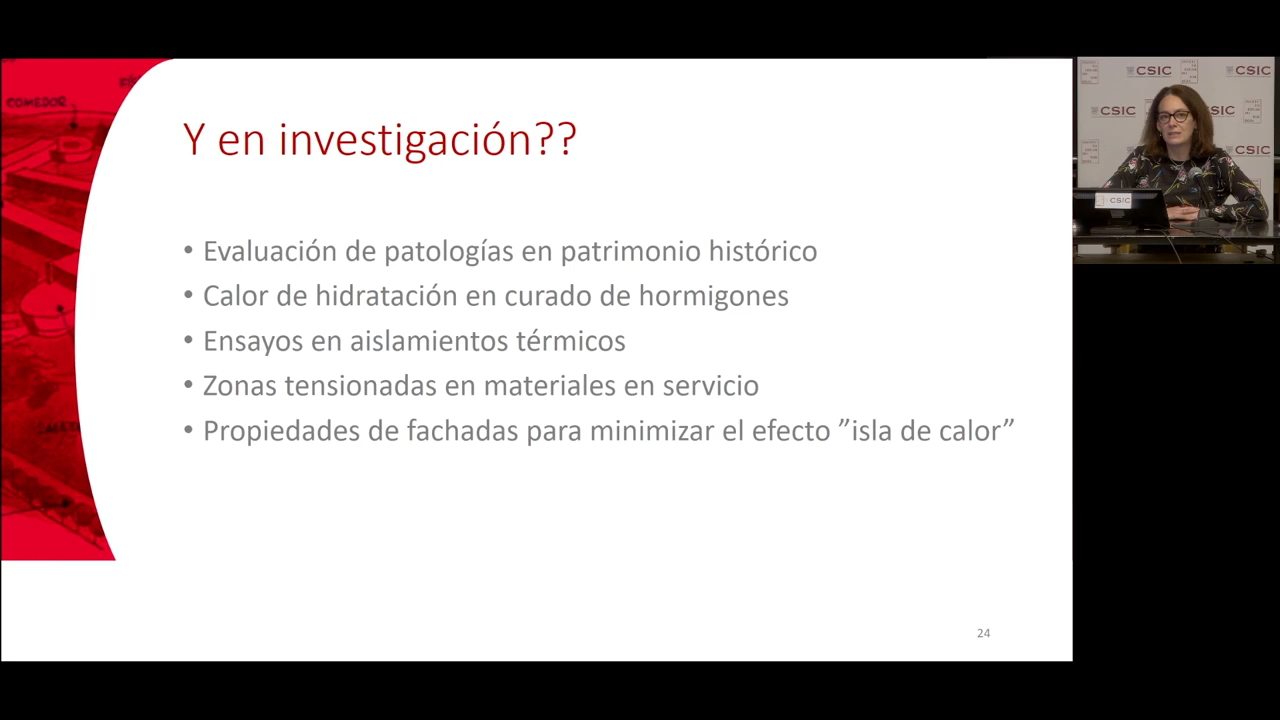 COMEDOR
Y en investigación??
• Evaluación de patologías en patrimonio histórico
• Calor de hidratación en curado de hormigones
• Ensayos en aislamientos térmicos
• Zonas tensionadas en materiales en servicio
• Propiedades de fachadas para minimizar el efecto ”isla de calor”
24
CSIC
CSIC
CSIC
CSIC
CSIC
CSIC